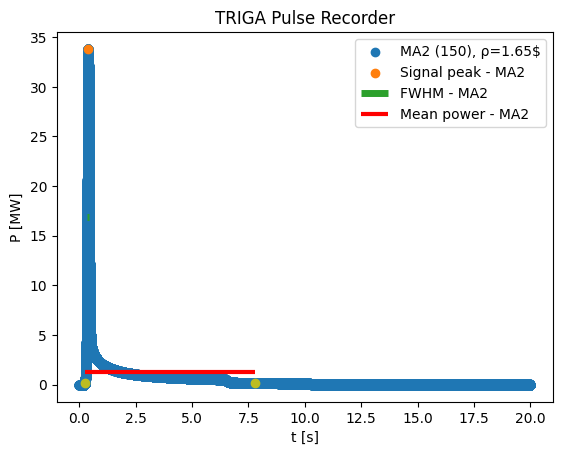 TRIGA Pulse Recorder
MA2 (150), ρ=1.65$
Signal peak - MA2
FWHM - MA2
Mean power - MA2
P [MW]
35
30
25
20
15
10
5
0
0.0 2.5 5.0 7.5 10.0 12.5 15.0 17.5 20.0
t [s]